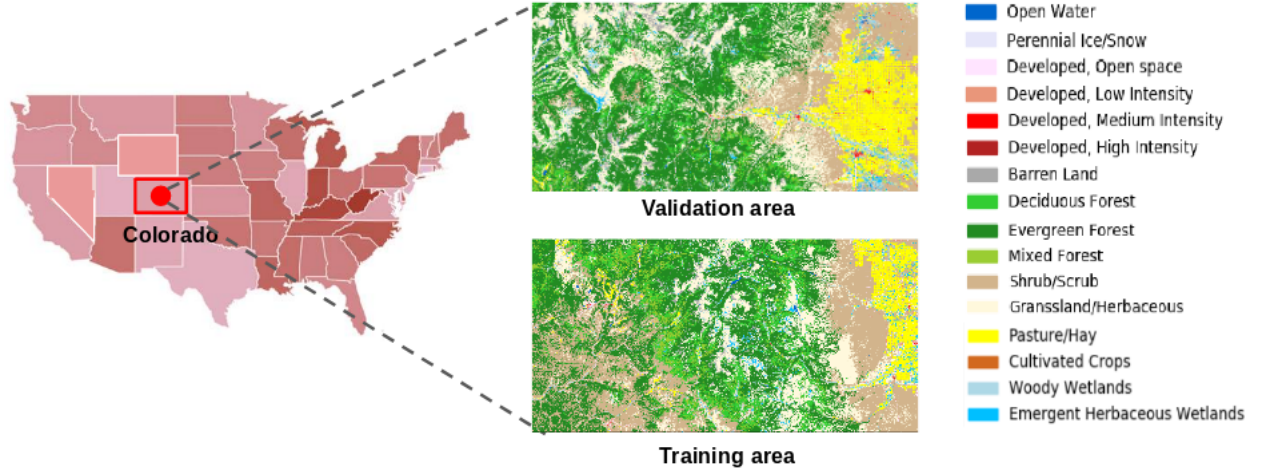 Colorado
Validation area
Training area
Open Water
Perennial Ice/Snow
Developed, Open space
Developed, Low Intensity
Developed, Medium Intensity
Developed, High Intensity
Barren Land
Deciduous Forest
Evergreen Forest
Mixed Forest
Shrub/Scrub
Granssland/Herbaceous
Pasture/Hay
Cultivated Crops
Woody Wetlands
Emergent Herbaceous Wetlands